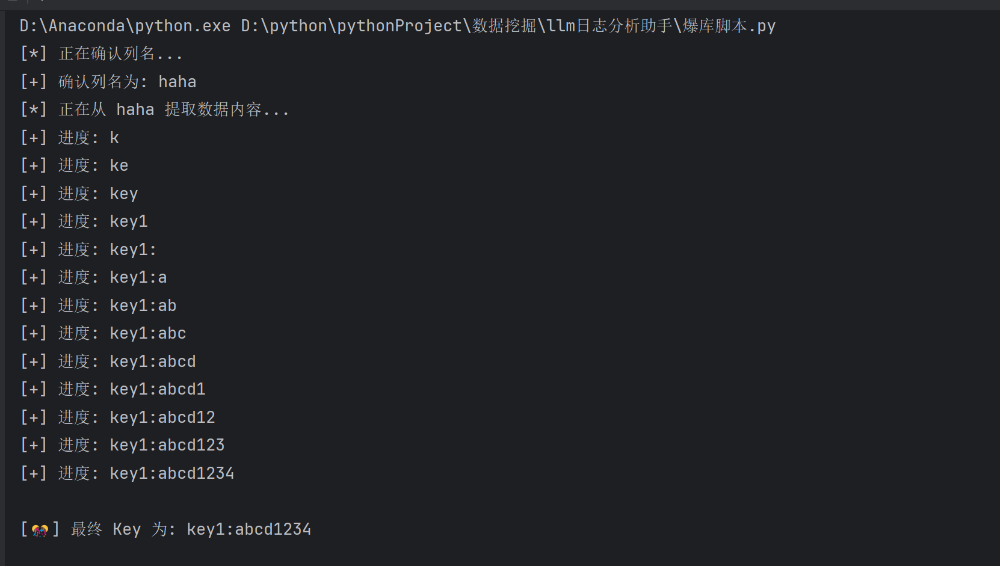 D:\Anaconda\python.exe D:\python\pythonProject\数据挖掘\llm日志分析助手\爆库脚本.py
[*] 正在确认列名...
[+] 确认列名为: haha
[*] 正在从 haha 提取数据内容...
[+] 进度: k
[+] 进度: ke
[+] 进度: key
[+] 进度: key1
[+] 进度: key1:
[+] 进度: key1:a
[+] 进度: key1:ab
[+] 进度: key1:abc
[+] 进度: key1:abcd
[+] 进度: key1:abcd1
[+] 进度: key1:abcd12
[+] 进度: key1:abcd123
[+] 进度: key1:abcd1234
[🎊] 最终 Key 为: key1:abcd1234